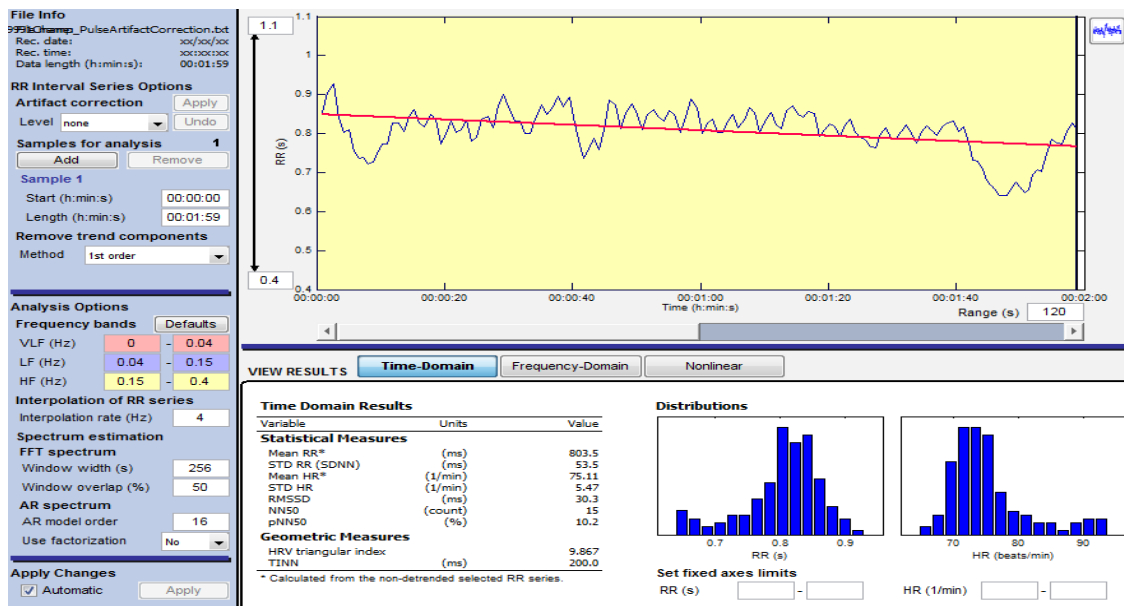 File Info
PulseArtifactCorrection.txt
Rec. date: xx/xx/xx
Rec. time: xx:xx:xx
Data length (h:min:s): 00:01:59
RR Interval Series Options
Artifact correction Apply
Level none Undo
Samples for analysis 1
Add Remove
Sample 1
Start (h:min:s) 00:00:00
Length (h:min:s) 00:01:59
Remove trend components
Method 1st order
Analysis Options
Frequency bands Defaults
VLF (Hz) 0 - 0.04
LF (Hz) 0.04 - 0.15
HF (Hz) 0.15 - 0.4
Interpolation of RR series
Interpolation rate (Hz) 4
Spectrum estimation
FFT spectrum
Window width (s) 256
Window overlap (%) 50
AR spectrum
AR model order 16
Use factorization No
Apply Changes
Automatic Apply
1.1
0.4
RR (s)
1.1
1
0.9
0.8
0.7
0.6
0.5
0.4
00:00:00 00:00:20 00:00:40 00:01:00 00:01:20 00:01:40 00:02:00
Time (h:min:s)
Range (s) 120
VIEW RESULTS Time-Domain Frequency-Domain Nonlinear
Time Domain Results
Variable Units Value
Statistical Measures
Mean RR* (ms) 803.5
STD RR (SDNN) (ms) 53.5
Mean HR* (1/min) 75.11
STD HR (1/min) 5.47
RMSSD (ms) 30.3
NN50 (count) 15
pNN50 (%) 10.2
Geometric Measures
HRV triangular index 9.867
TINN (ms) 200.0
* Calculated from the non-detrended selected RR series.
Distributions
0.7 0.8 0.9
RR (s)
70 80 90
HR (beats/min)
Set fixed axes limits
RR (s) - HR (1/min) -